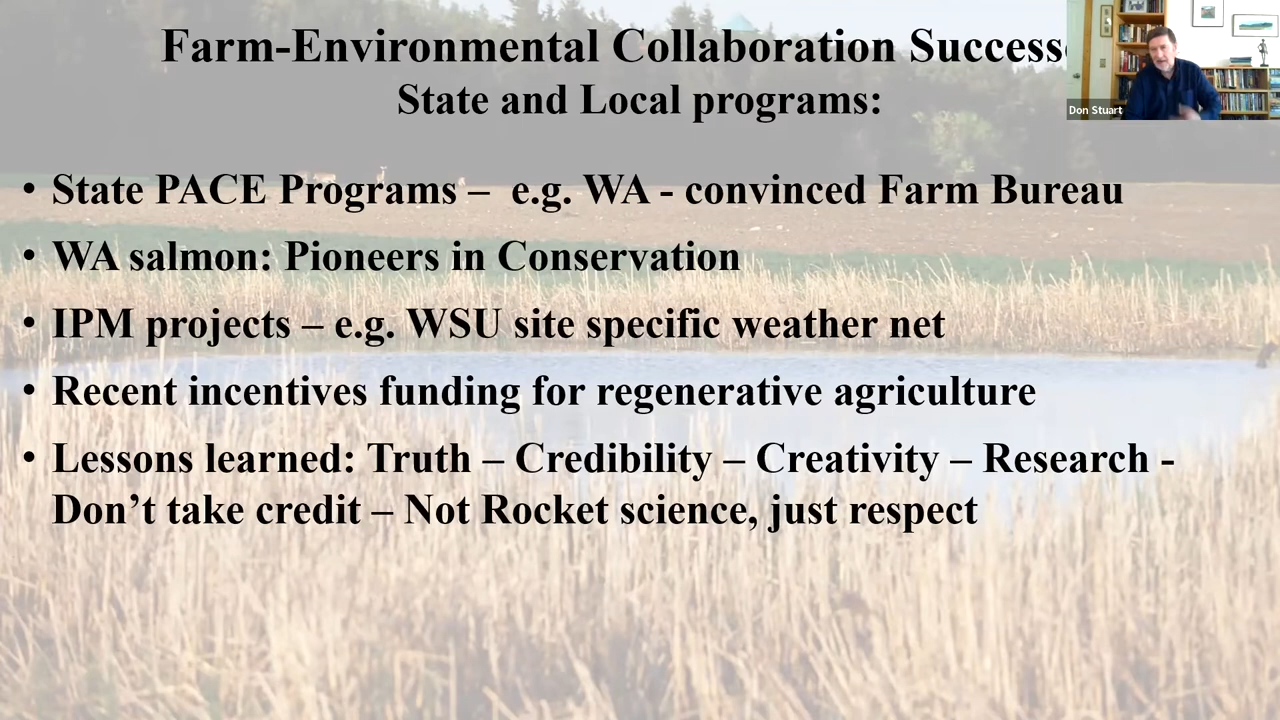 Farm-Environmental Collaboration Success
State and Local programs:
Don Stuart
• State PACE Programs – e.g. WA - convinced Farm Bureau
• WA salmon: Pioneers in Conservation
• IPM projects – e.g. WSU site specific weather net
• Recent incentives funding for regenerative agriculture
• Lessons learned: Truth – Credibility – Creativity – Research -
Don’t take credit – Not Rocket science, just respect